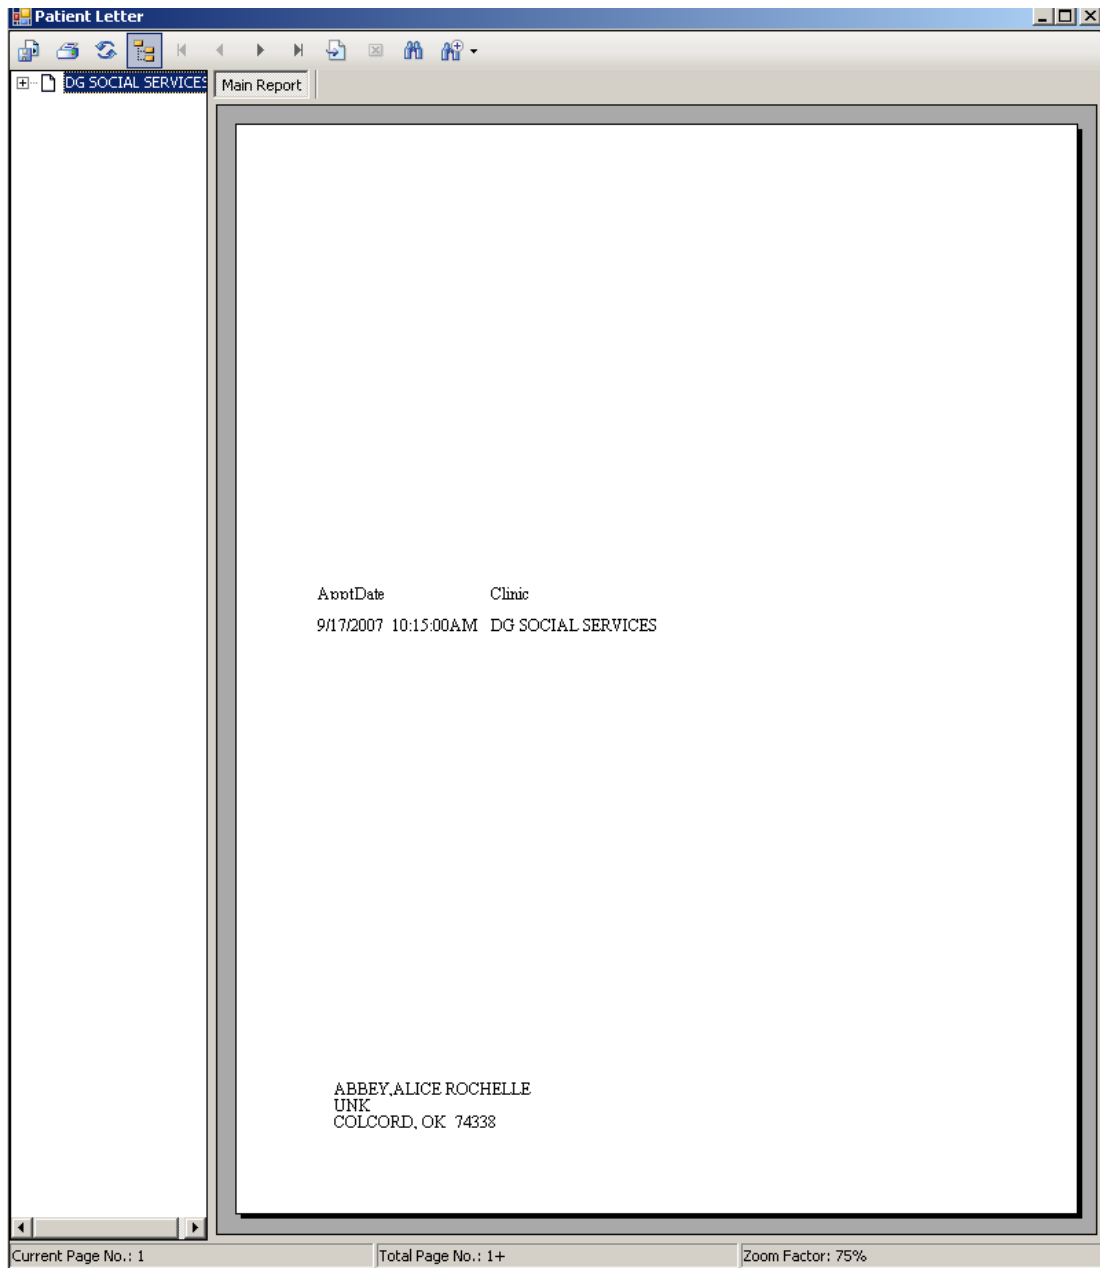 Patient Letter
DG SOCIAL SERVICES
Main Report
ApptDate Clinic
9/17/2007 10:15:00AM DG SOCIAL SERVICES
ABBEY,ALICE ROCHELLE
UNK
COLCORD, OK 74338
Current Page No.: 1 Total Page No.: 1+ Zoom Factor: 75%